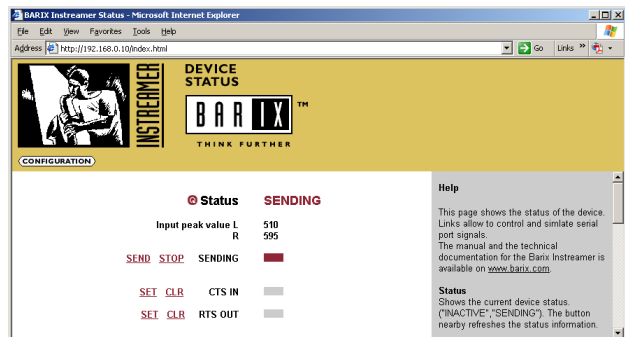 BARIX Instreamer Status - Microsoft Internet Explorer
File Edit View Favorites Tools Help
Address http://192.168.0.10/index.html Go Links »
INSTREAMER
DEVICE
STATUS
BARIX TM
THINK FURTHER
CONFIGURATION
Status SENDING
Input peak value L 510
R 595
SEND STOP SENDING
SET CLR CTS IN
SET CLR RTS OUT
Help
This page shows the status of the device.
Links allow to control and simlate serial
port signals.
The manual and the technical
documentation for the Barix Instreamer is
available on www.barix.com.
Status
Shows the current device status.
("INACTIVE","SENDING"). The button
nearby refreshes the status information.